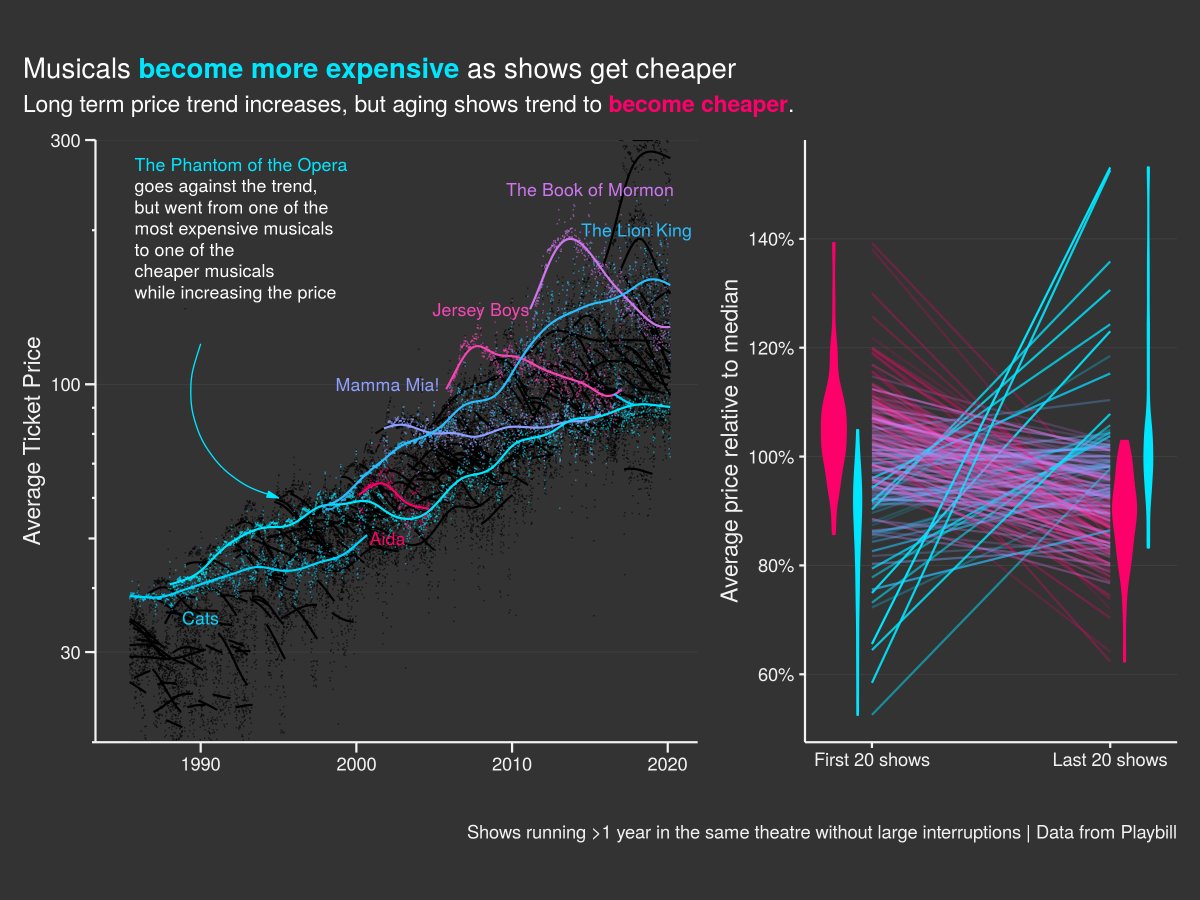 Musicals become more expensive as shows get cheaper
Long term price trend increases, but aging shows trend to become cheaper.
Average Ticket Price
300
100
30
The Phantom of the Opera
goes against the trend,
but went from one of the
most expensive musicals
to one of the
cheaper musicals
while increasing the price
The Book of Mormon
The Lion King
Jersey Boys
Mamma Mia!
Aida
Cats
1990
2000
2010
2020
Average price relative to median
140%
120%
100%
80%
60%
First 20 shows
Last 20 shows
Shows running >1 year in the same theatre without large interruptions | Data from Playbill